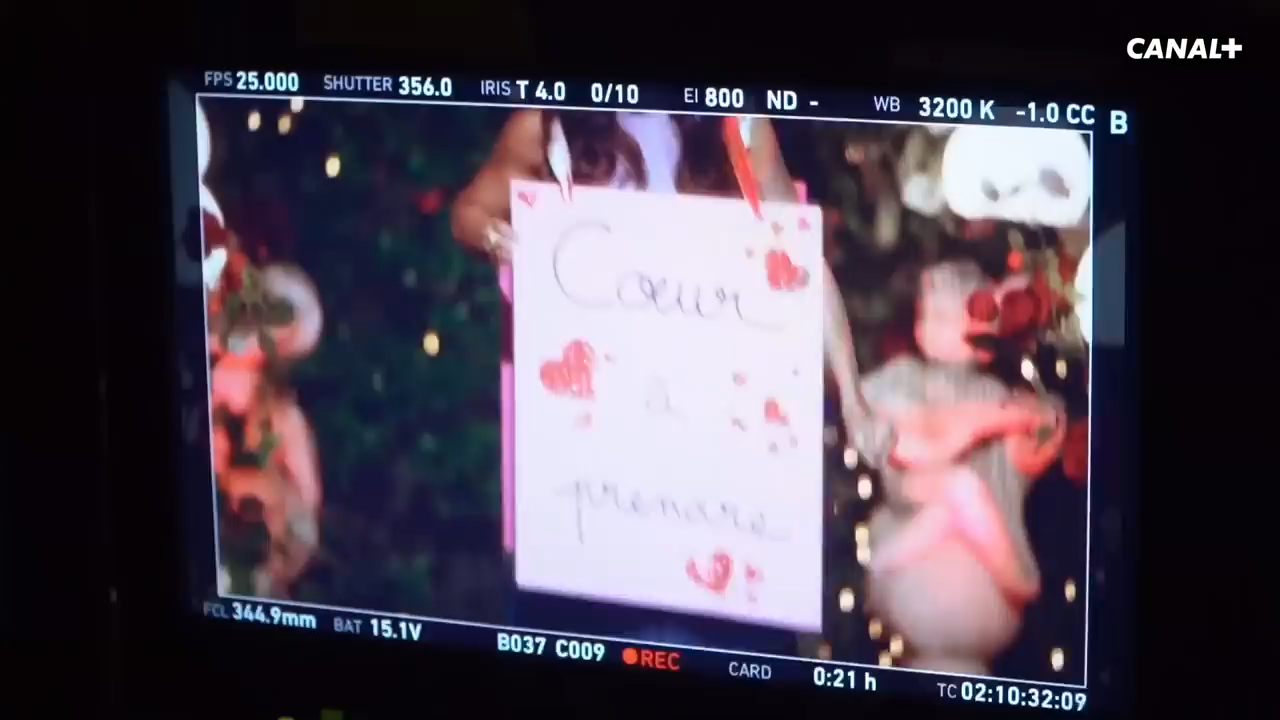 CANAL+
FPS 25.000 SHUTTER 356.0 IRIS T 4.0 0/10 EI 800 ND - WB 3200 K -1.0 CC B
Cœur
à
prendre
FCL 344.9mm BAT 15.1V B037 C009 REC CARD 0:21 h TC 02:10:32:09